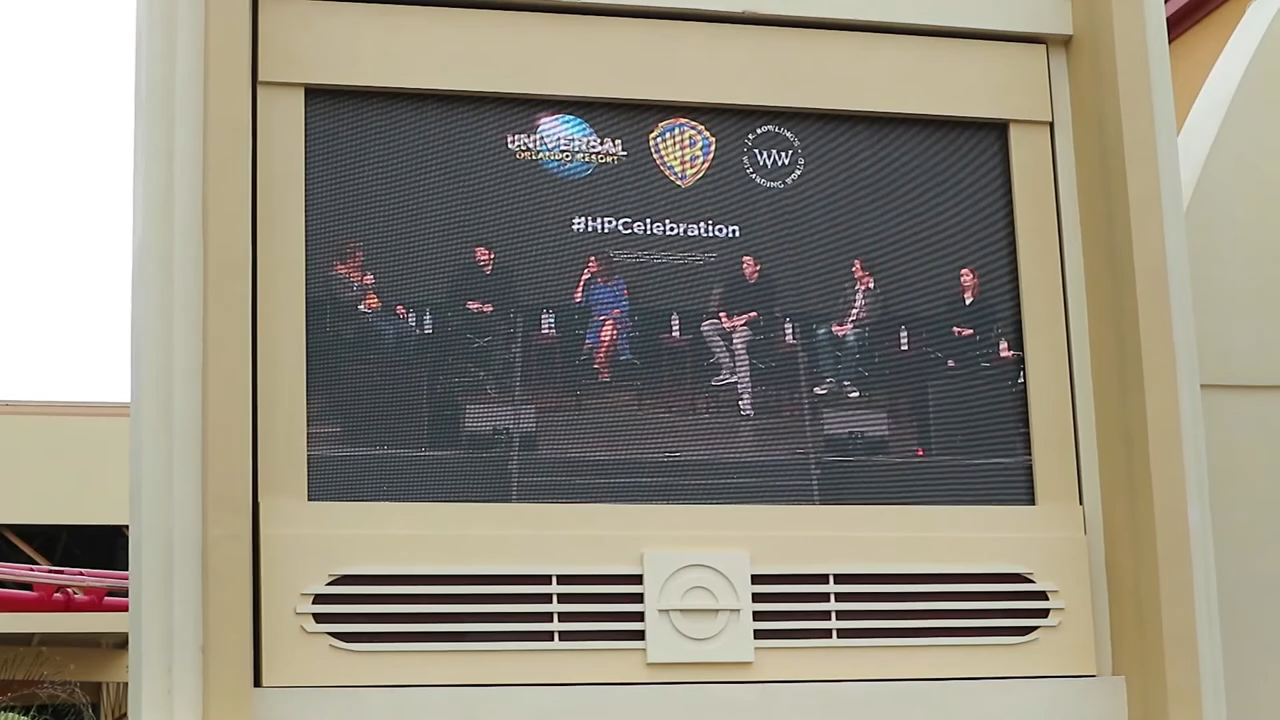 UNIVERSAL
ORLANDO RESORT
WB
J.K. ROWLING'S
WW
WIZARDING WORLD
#HPCelebration